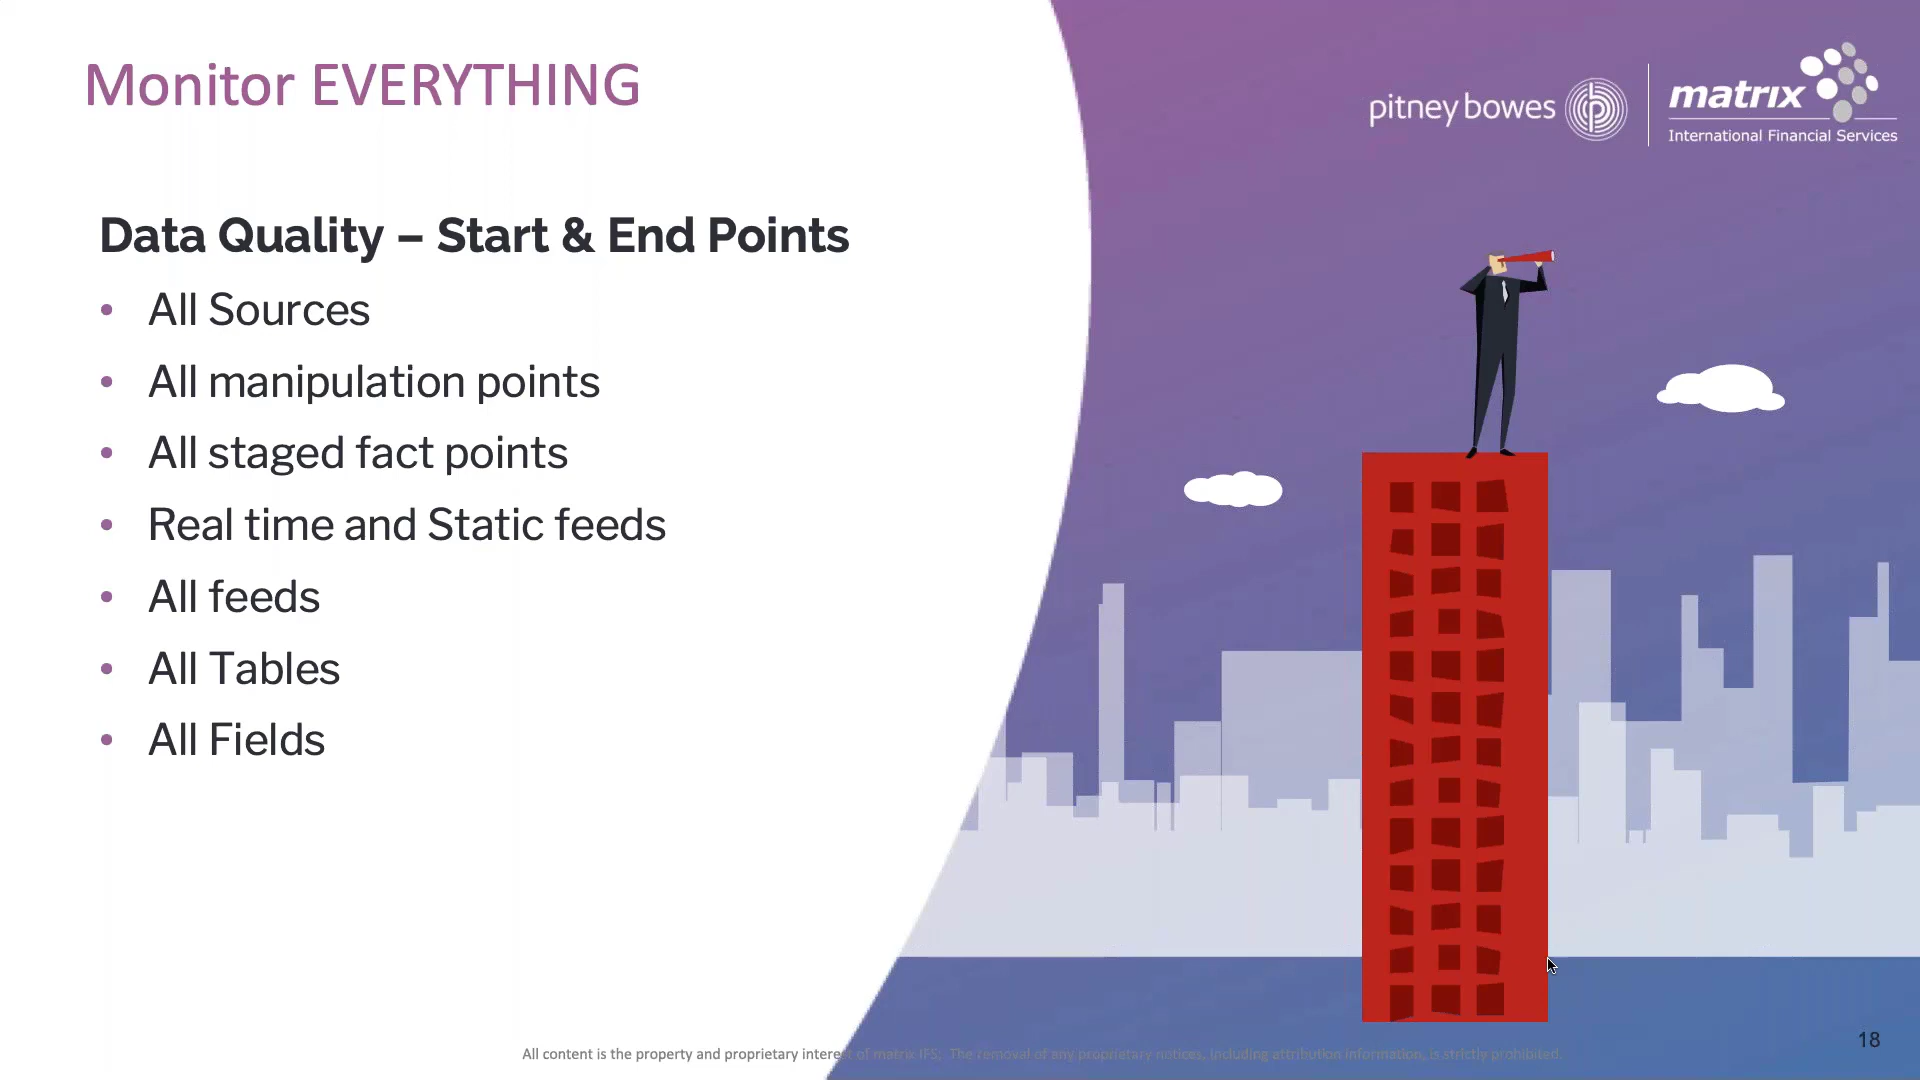 Monitor EVERYTHING
pitney bowes
matrix
International Financial Services
Data Quality – Start & End Points
• All Sources
• All manipulation points
• All staged fact points
• Real time and Static feeds
• All feeds
• All Tables
• All Fields
All content is the property and proprietary interest of matrix IFS; The removal of any proprietary notices, including attribution information, is strictly prohibited.
18